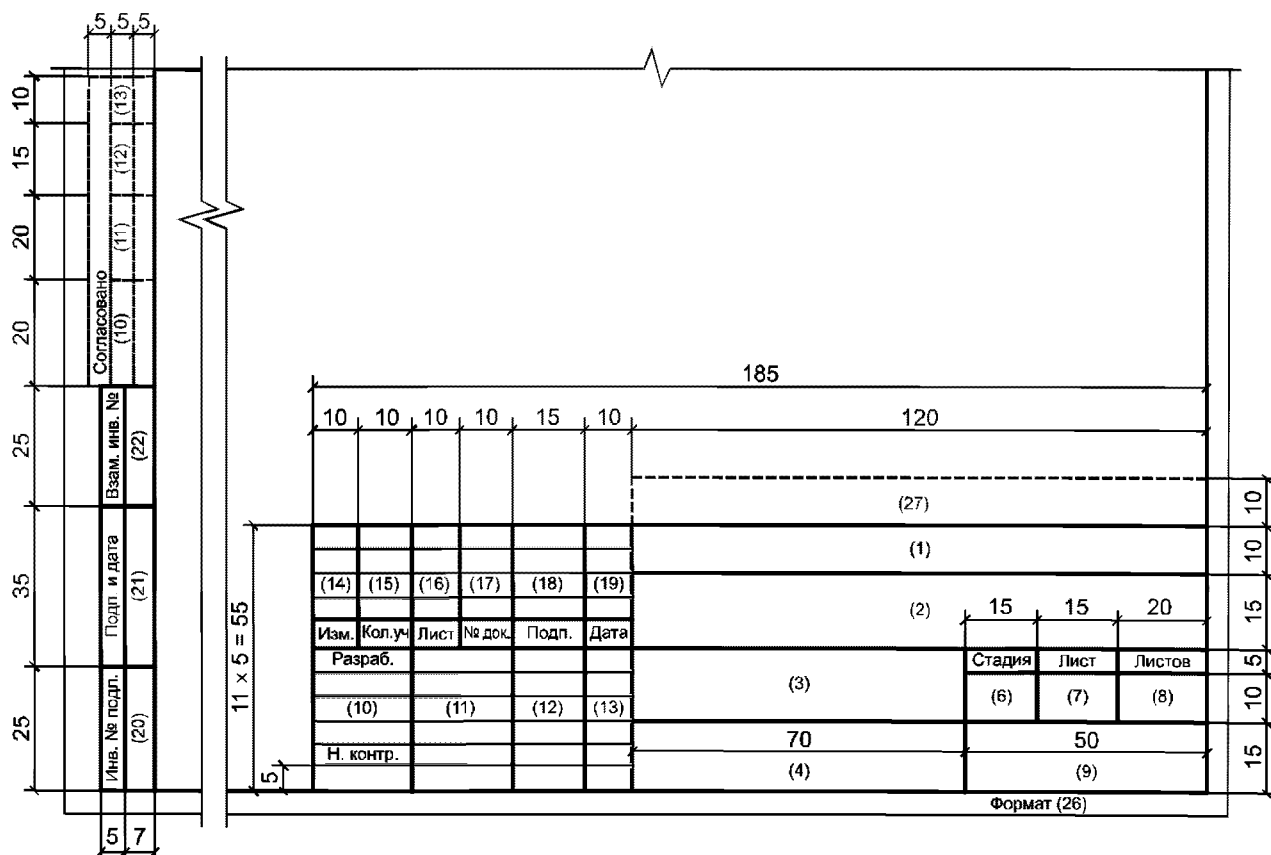 5 5 5
10 (13)
15 (12)
20 (11)
20 (10)
Согласовано
25 Взам. инв. № (22)
35 Подп. и дата (21)
25 Инв. № подл. (20)
5 7
185
10 10 10 10 15 10 120
(27) 10
(1) 10
(14) (15) (16) (17) (18) (19)
(2) 15 15 20 15
Изм. Кол.уч Лист № док. Подп. Дата
Разраб. Стадия Лист Листов 5
(3) (6) (7) (8) 10
(10) (11) (12) (13)
11 x 5 = 55
Н. контр. 70 50 15
5 (4) (9)
Формат (26)